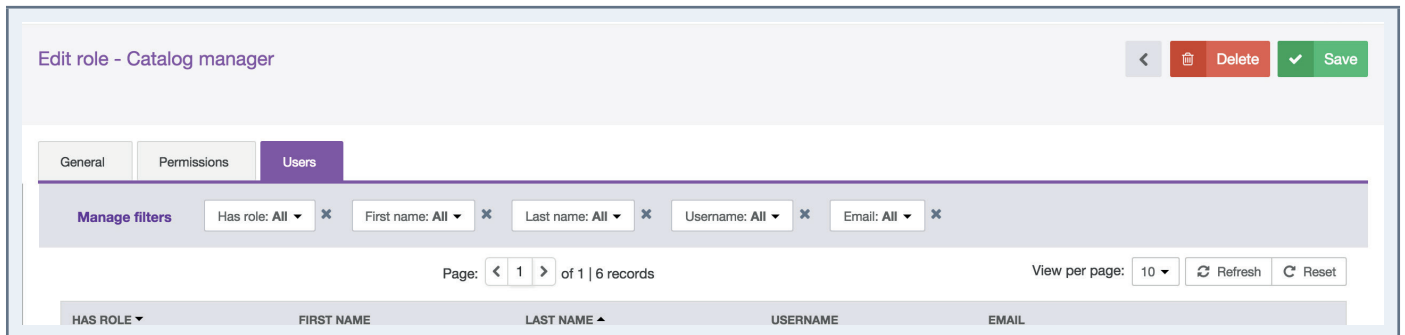 Edit role - Catalog manager
Delete
Save
General Permissions Users
Manage filters Has role: All First name: All Last name: All Username: All Email: All
Page: 1 of 1 | 6 records View per page: 10 Refresh Reset
HAS ROLE FIRST NAME LAST NAME USERNAME EMAIL